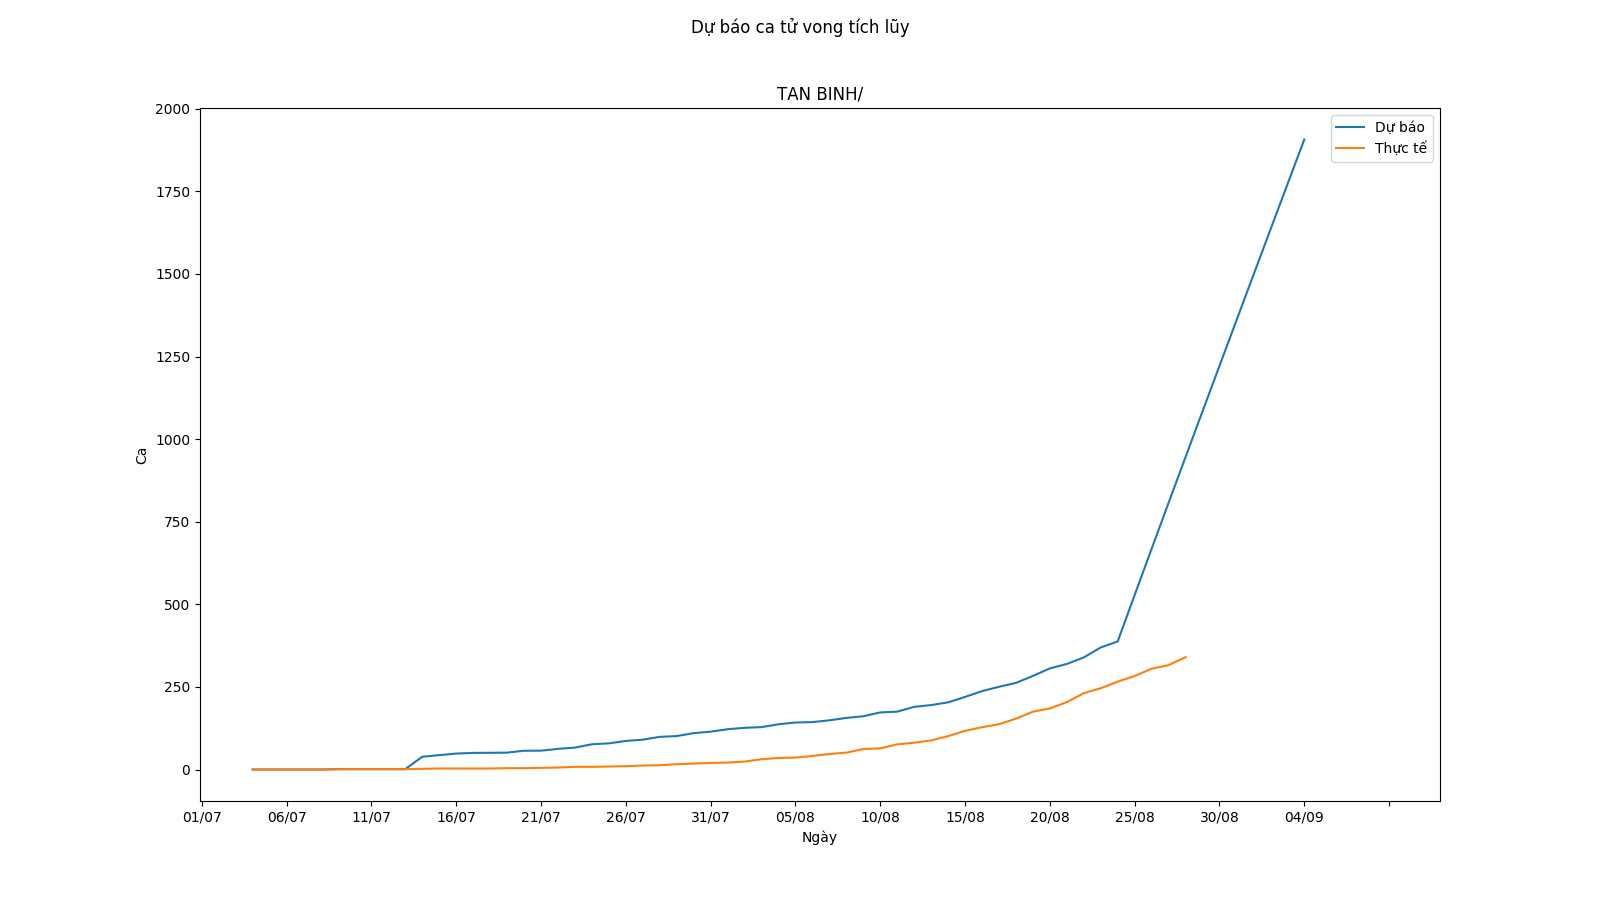 Dự báo ca tử vong tích lũy
TAN BINH/
2000
1750
1500
1250
1000
750
500
250
0
Ca
Dự báo
Thực tế
01/07 06/07 11/07 16/07 21/07 26/07 31/07 05/08 10/08 15/08 20/08 25/08 30/08 04/09
Ngày